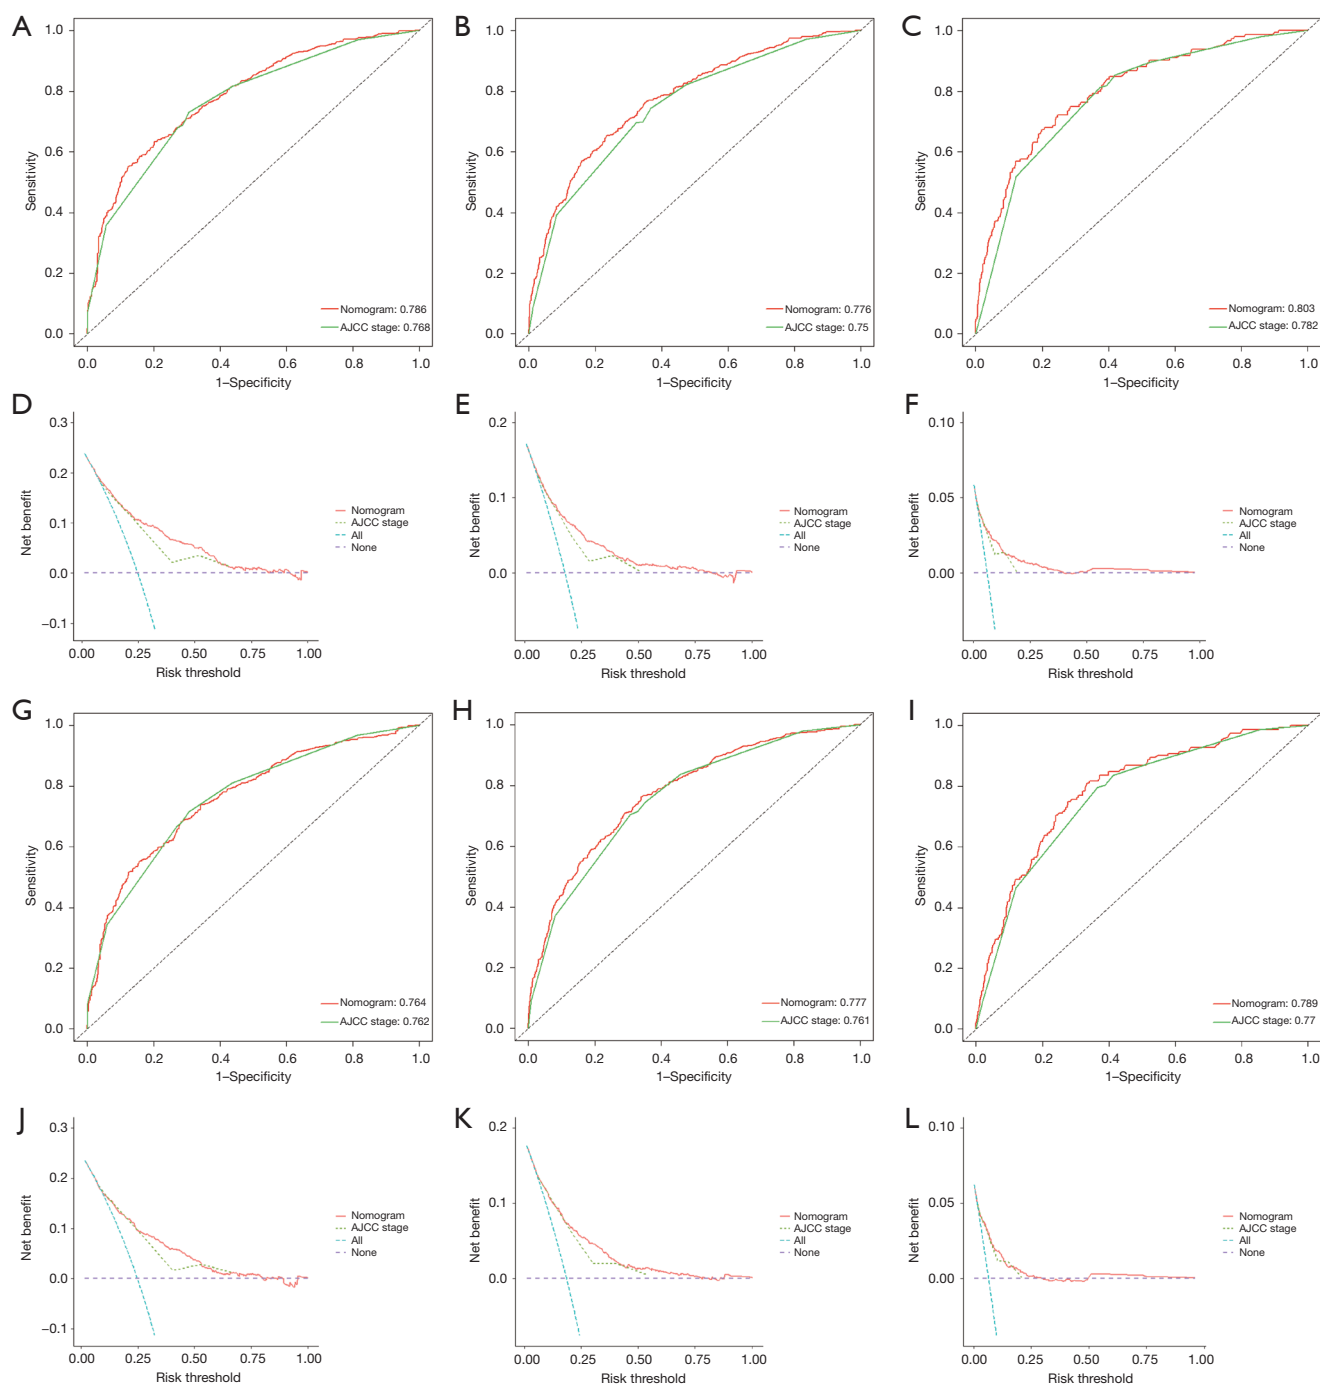 A
1.0
0.8
0.6
0.4
0.2
0.0
Sensitivity
Nomogram: 0.786
AJCC stage: 0.768
0.0 0.2 0.4 0.6 0.8 1.0
1–Specificity
B
1.0
0.8
0.6
0.4
0.2
0.0
Sensitivity
Nomogram: 0.776
AJCC stage: 0.75
0.0 0.2 0.4 0.6 0.8 1.0
1–Specificity
C
1.0
0.8
0.6
0.4
0.2
0.0
Sensitivity
Nomogram: 0.803
AJCC stage: 0.782
0.0 0.2 0.4 0.6 0.8 1.0
1–Specificity
D
0.3
0.2
0.1
0.0
−0.1
Net benefit
Nomogram
AJCC stage
All
None
0.00 0.25 0.50 0.75 1.00
Risk threshold
E
0.2
0.1
0.0
Net benefit
Nomogram
AJCC stage
All
None
0.00 0.25 0.50 0.75 1.00
Risk threshold
F
0.10
0.05
0.00
Net benefit
Nomogram
AJCC stage
All
None
0.00 0.25 0.50 0.75 1.00
Risk threshold
G
1.0
0.8
0.6
0.4
0.2
0.0
Sensitivity
Nomogram: 0.764
AJCC stage: 0.762
0.0 0.2 0.4 0.6 0.8 1.0
1–Specificity
H
1.0
0.8
0.6
0.4
0.2
0.0
Sensitivity
Nomogram: 0.777
AJCC stage: 0.761
0.0 0.2 0.4 0.6 0.8 1.0
1–Specificity
I
1.0
0.8
0.6
0.4
0.2
0.0
Sensitivity
Nomogram: 0.789
AJCC stage: 0.77
0.0 0.2 0.4 0.6 0.8 1.0
1–Specificity
J
0.3
0.2
0.1
0.0
−0.1
Net benefit
Nomogram
AJCC stage
All
None
0.00 0.25 0.50 0.75 1.00
Risk threshold
K
0.2
0.1
0.0
Net benefit
Nomogram
AJCC stage
All
None
0.00 0.25 0.50 0.75 1.00
Risk threshold
L
0.10
0.05
0.00
Net benefit
Nomogram
AJCC stage
All
None
0.00 0.25 0.50 0.75 1.00
Risk threshold